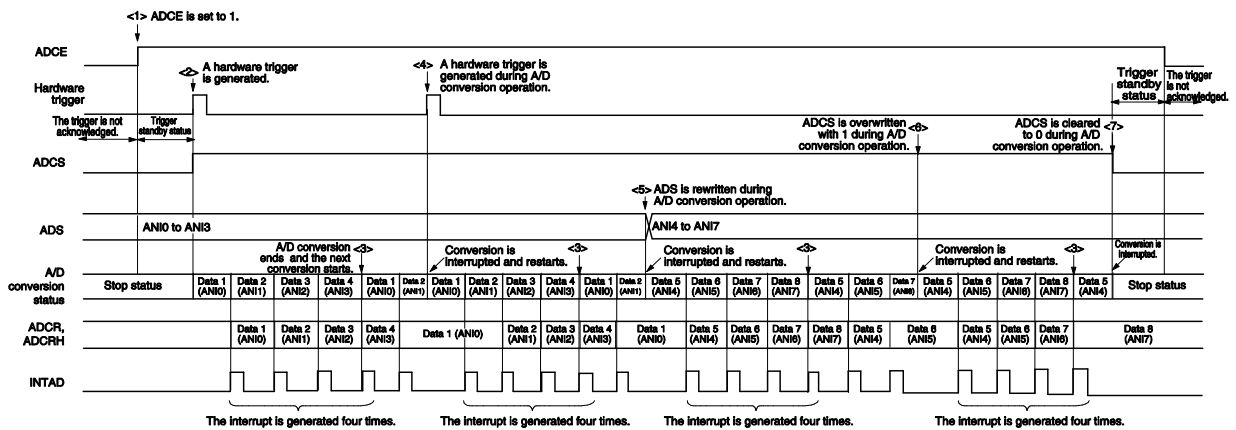 <1> ADCE is set to 1.
ADCE
<2> A hardware trigger
is generated.
<4> A hardware trigger is
generated during A/D
conversion operation.
Trigger
standby
status
The trigger
is not
acknowledged.
Hardware
trigger
The trigger is not
acknowledged.
Trigger
standby status
ADCS is overwritten
with 1 during A/D
conversion operation.
<6>
ADCS is cleared
to 0 during A/D
conversion operation.
<7>
ADCS
<5> ADS is rewritten during
A/D conversion operation.
ADS
ANI0 to ANI3
ANI4 to ANI7
A/D conversion
ends and the next
conversion starts.
<3>
Conversion is
interrupted and restarts.
<3>
Conversion is
interrupted and restarts.
<3>
Conversion is
interrupted and restarts.
<3>
Conversion is
interrupted.
A/D
conversion
status
Stop status
Data 1 Data 2 Data 3 Data 4 Data 1 Data 2 Data 1 Data 2 Data 3 Data 4 Data 1 Data 2 Data 5 Data 6 Data 7 Data 8 Data 5 Data 6 Data 7 Data 5 Data 6 Data 7 Data 8 Data 5
(ANI0) (ANI1) (ANI2) (ANI3) (ANI0) (ANI1) (ANI0) (ANI1) (ANI2) (ANI3) (ANI0) (ANI1) (ANI4) (ANI5) (ANI6) (ANI7) (ANI4) (ANI5) (ANI6) (ANI4) (ANI5) (ANI6) (ANI7) (ANI4)
Stop status
ADCR,
ADCRH
Data 1 Data 2 Data 3 Data 4 Data 1 (ANI0) Data 2 Data 3 Data 4 Data 1 Data 5 Data 6 Data 7 Data 8 Data 5 Data 6 Data 5 Data 6 Data 7 Data 8
(ANI0) (ANI1) (ANI2) (ANI3) (ANI1) (ANI2) (ANI3) (ANI0) (ANI4) (ANI5) (ANI6) (ANI7) (ANI4) (ANI5) (ANI4) (ANI5) (ANI6) (ANI7)
INTAD
The interrupt is generated four times.
The interrupt is generated four times.
The interrupt is generated four times.
The interrupt is generated four times.